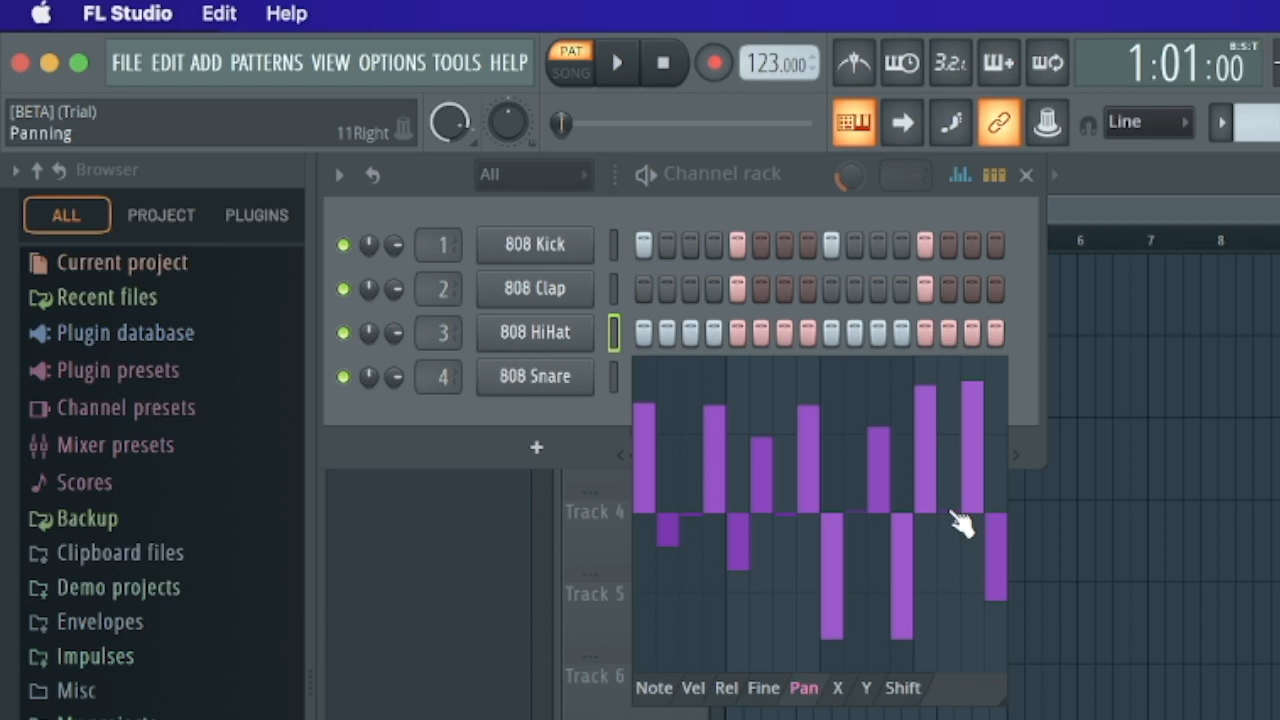 FL Studio Edit Help
FILE EDIT ADD PATTERNS VIEW OPTIONS TOOLS HELP
PAT
SONG
123.000
3.2.
1:01:00
B:S:T
[BETA] (Trial)
Panning
11Right
Line
Browser
All
Channel rack
ALL PROJECT PLUGINS
Current project
Recent files
Plugin database
Plugin presets
Channel presets
Mixer presets
Scores
Backup
Clipboard files
Demo projects
Envelopes
Impulses
Misc
1 808 Kick
2 808 Clap
3 808 HiHat
4 808 Snare
+
6 7 8
Track 4
Track 5
Track 6
Note Vel Rel Fine Pan X Y Shift